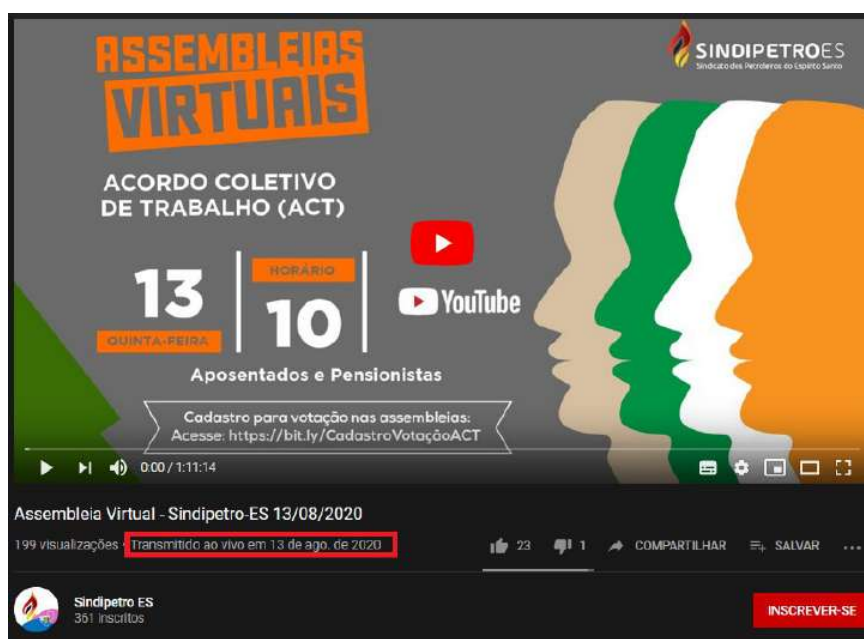 ASSEMBLEIAS
VIRTUAIS
SINDIPETROES
Sindicato dos Petroleiros do Espírito Santo
ACORDO COLETIVO
DE TRABALHO (ACT)
13
QUINTA-FEIRA
HORÁRIO
10
YouTube
Aposentados e Pensionistas
Cadastro para votação nas assembleias:
Acesse: https://bit.ly/CadastroVotaçãoACT
0:00 / 1:11:14
Assembleia Virtual - Sindipetro-ES 13/08/2020
199 visualizações • Transmitido ao vivo em 13 de ago. de 2020
23
1
COMPARTILHAR
SALVAR
Sindipetro ES
361 inscritos
INSCREVER-SE